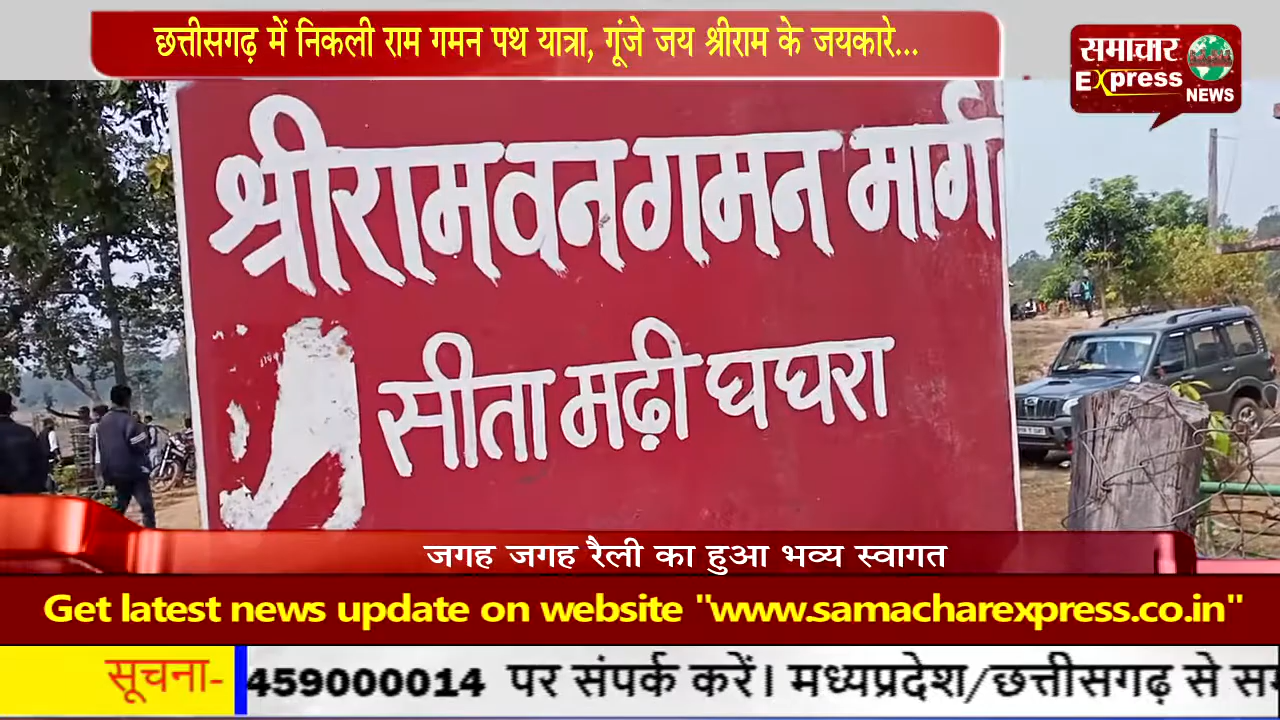 छत्तीसगढ़ में निकली राम गमन पथ यात्रा, गूंजे जय श्रीराम के जयकारे...
समाचार
Express
NEWS
श्रीरामवनगमन मार्ग
सीता मढ़ी घघरा
जगह जगह रैली का हुआ भव्य स्वागत
Get latest news update on website "www.samacharexpress.co.in"
सूचना- 459000014 पर संपर्क करें। मध्यप्रदेश/छत्तीसगढ़ से